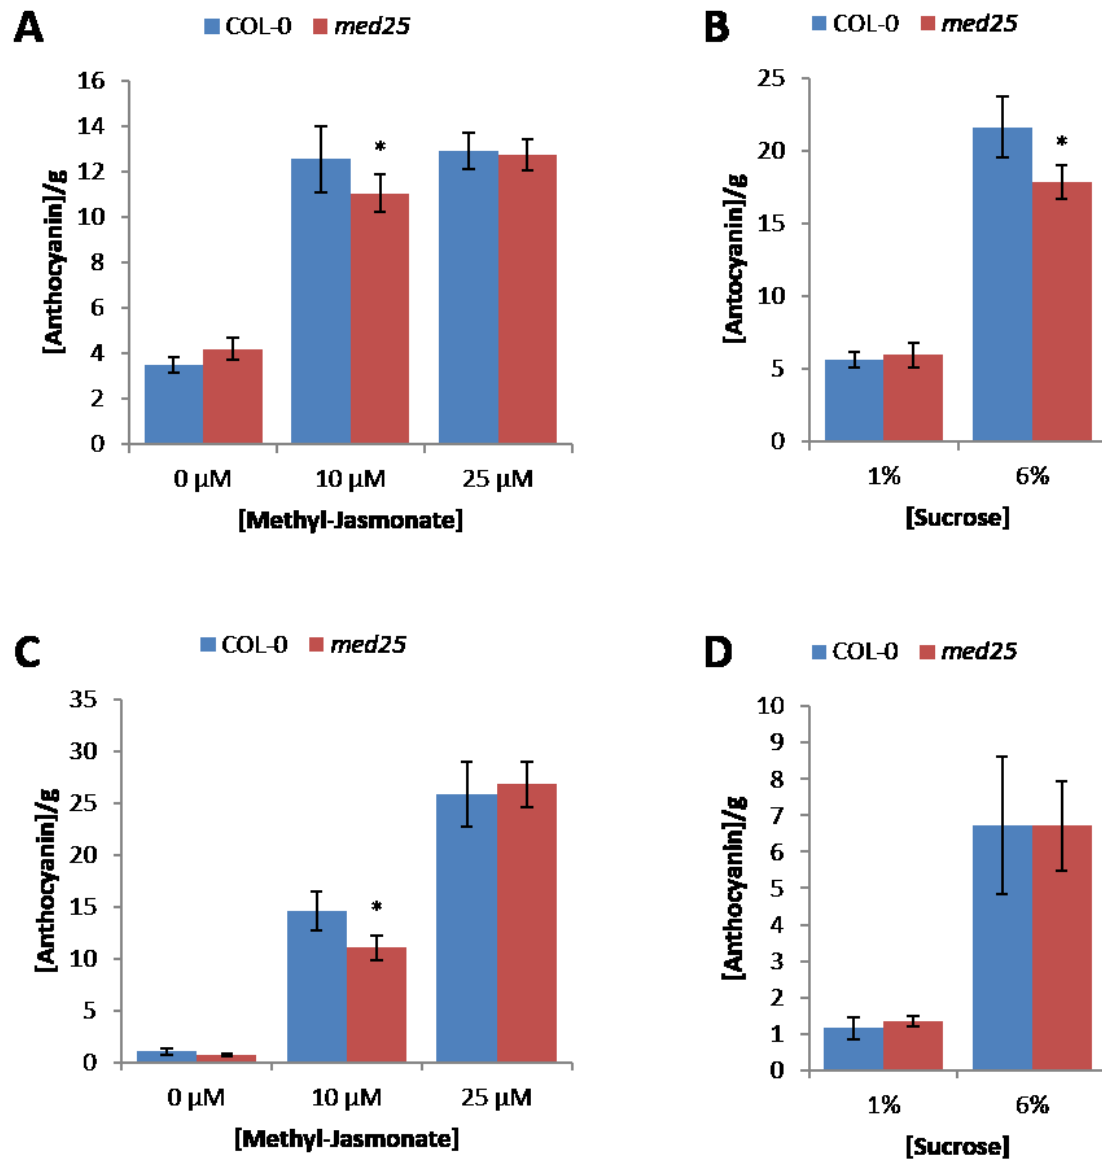 A
COL-0 med25
16
14
12
10
8
6
4
2
0
[Anthocyanin]/g
*
0 µM 10 µM 25 µM
[Methyl-Jasmonate]
B
COL-0 med25
25
20
15
10
5
0
[Antocyanin]/g
*
1% 6%
[Sucrose]
C
COL-0 med25
35
30
25
20
15
10
5
0
[Anthocyanin]/g
*
0 µM 10 µM 25 µM
[Methyl-Jasmonate]
D
COL-0 med25
10
9
8
7
6
5
4
3
2
1
0
[Anthocyanin]/g
1% 6%
[Sucrose]